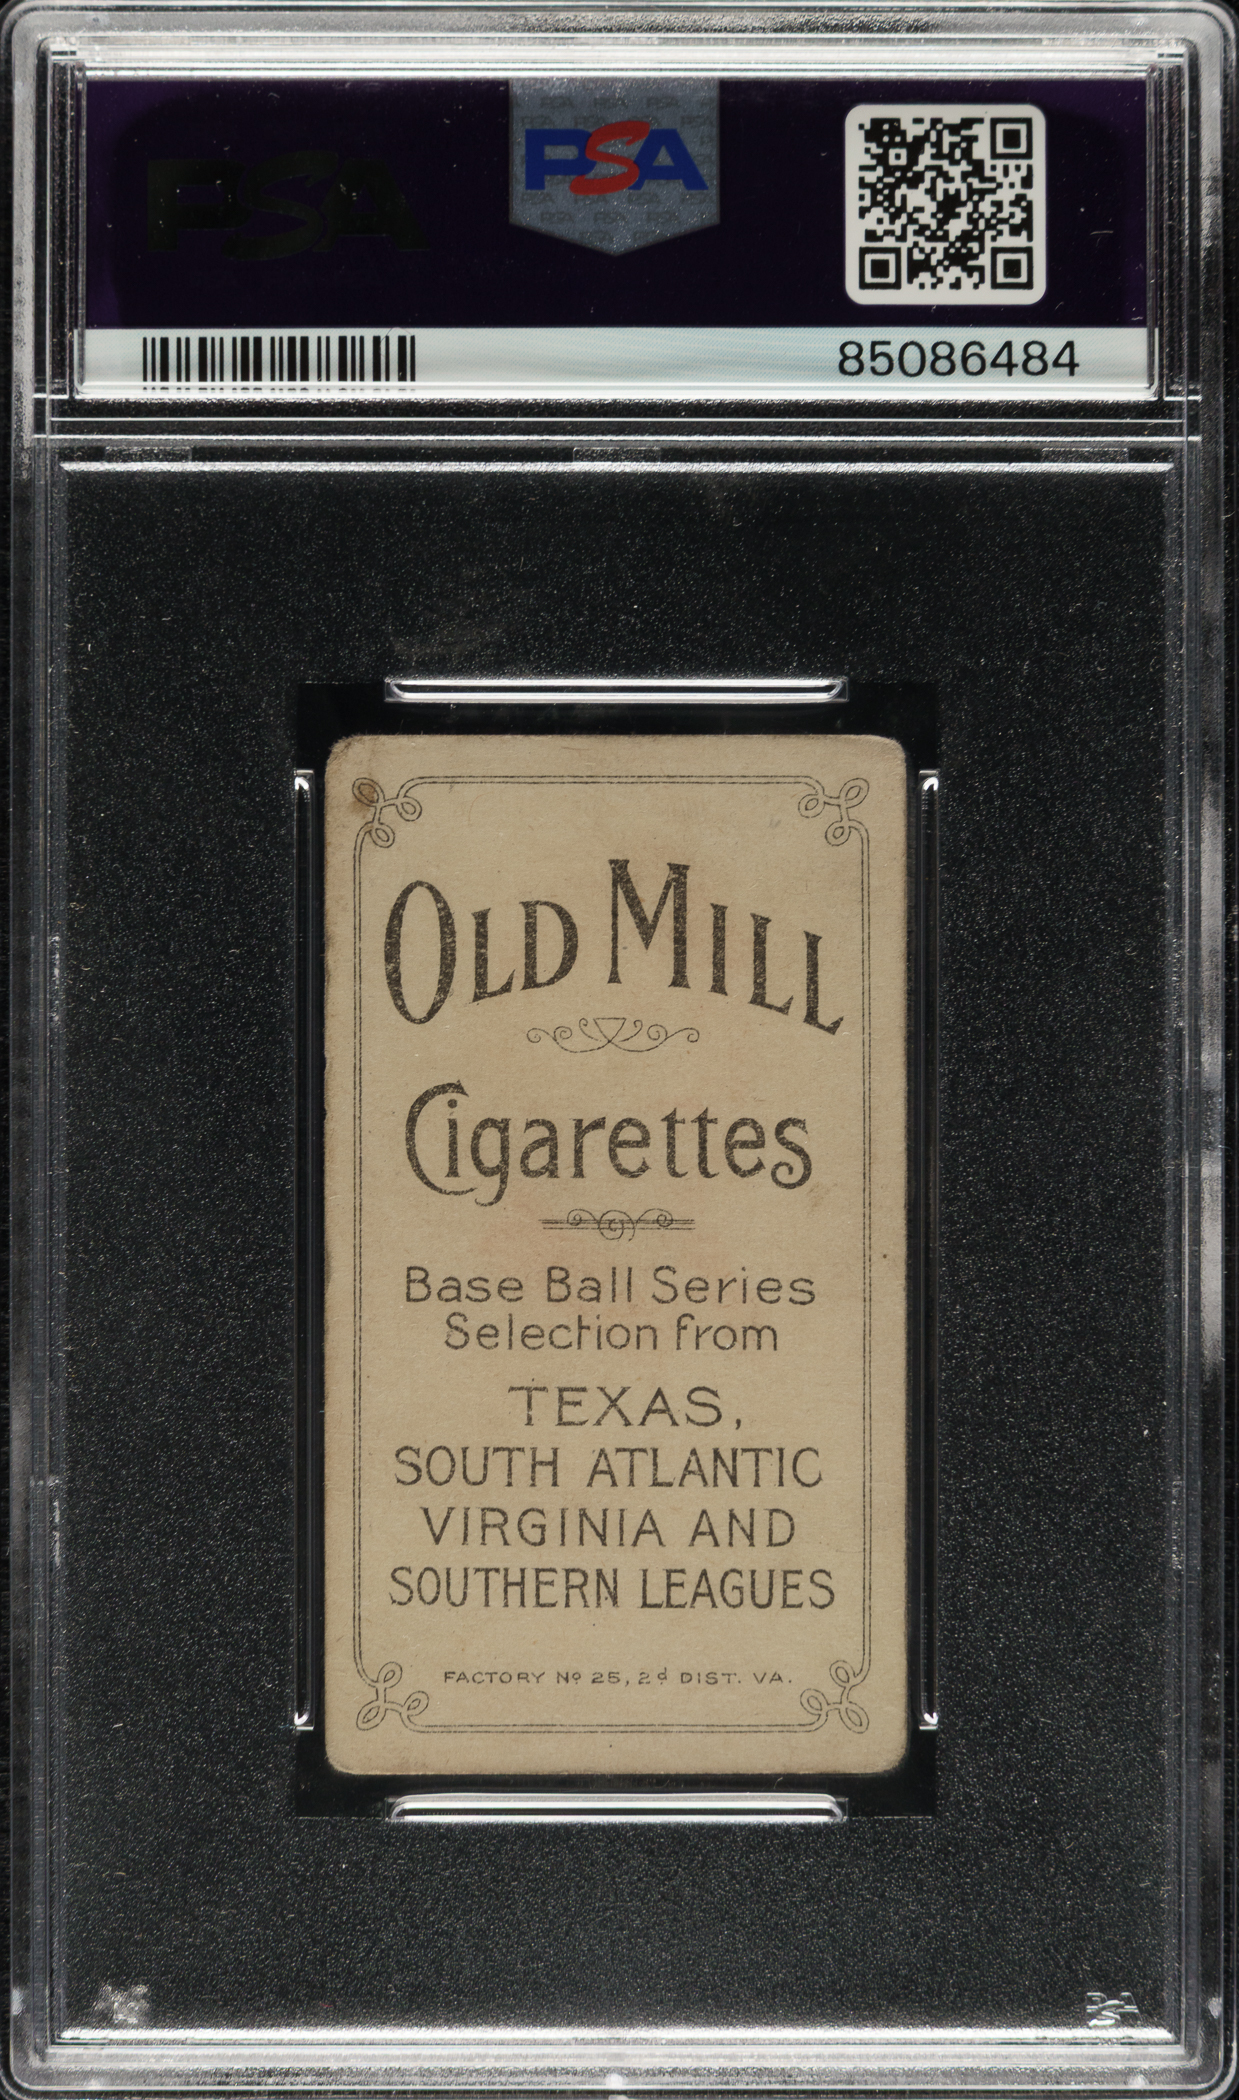 PSA
PSA
85086484
OLD MILL
Cigarettes
Base Ball Series
Selection from
TEXAS,
SOUTH ATLANTIC
VIRGINIA AND
SOUTHERN LEAGUES
FACTORY Nº 25, 2d DIST. VA.
PSA